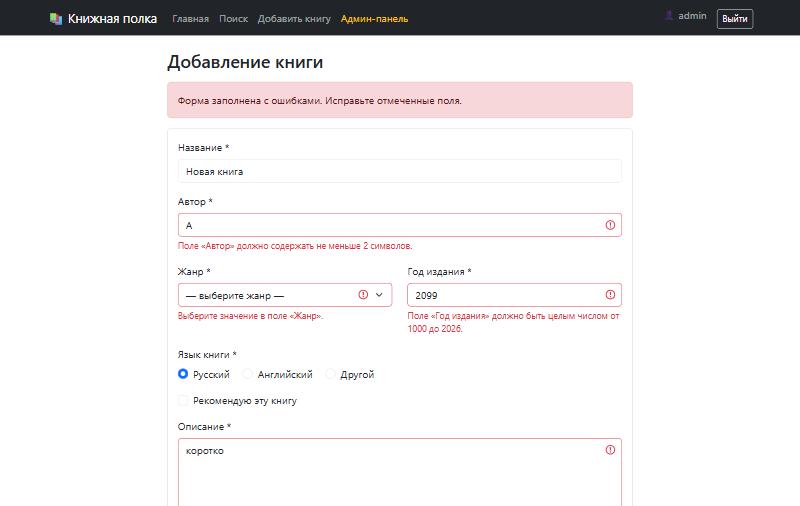 Книжная полка Главная Поиск Добавить книгу Админ-панель admin Выйти
Добавление книги
Форма заполнена с ошибками. Исправьте отмеченные поля.
Название *
Новая книга
Автор *
А
Поле «Автор» должно содержать не меньше 2 символов.
Жанр * Год издания *
— выберите жанр — 2099
Выберите значение в поле «Жанр». Поле «Год издания» должно быть целым числом от
1000 до 2026.
Язык книги *
Русский Английский Другой
Рекомендую эту книгу
Описание *
коротко